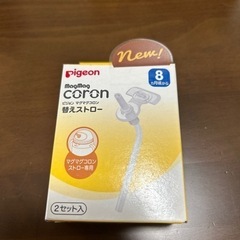 New!
pigeon
8
ヵ月頃から
MagMag
coron
ピジョン マグマグコロン
替えストロー
マグマグコロン
ストロー専用
2セット入